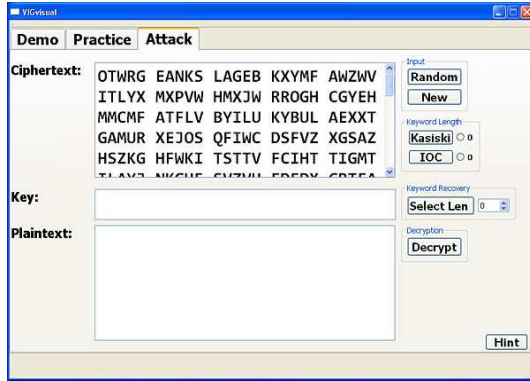 VIGvisual
Demo Practice Attack
Ciphertext:
OTWRG EANKS LAGEB KXYMF AWZWV
ITLYX MXPVW HMXJW RROGH CGYEH
MMCMF ATFLV BYILU KYBUL AEXXT
GAMUR XEJOS QFIWC DSFVZ XGSAZ
HSZKG HFWKI TSTTV FCIHT TIGMT
Input
Random
New
Keyword Length
Kasiski 0
IOC 0
Key:
Keyword Recovery
Select Len 0
Plaintext:
Decryption
Decrypt
Hint